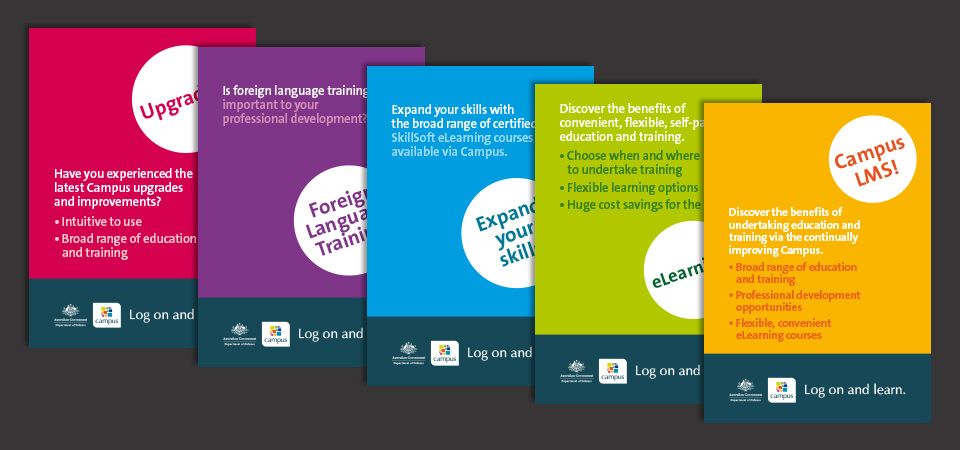 Upgrad
Have you experienced the
latest Campus upgrades
and improvements?
• Intuitive to use
• Broad range of education
and training
Australian Government
Department of Defence
campus
Log on and
Is foreign language training
important to your
professional development?
Foreign
Langua
Trainin
Australian Government
Department of Defence
campus
Log on and
Expand your skills with
the broad range of certified
SkillSoft eLearning courses
available via Campus.
Expand
your
skills
Australian Government
Department of Defence
campus
Log on and
Discover the benefits of
convenient, flexible, self-pa
education and training.
• Choose when and where
to undertake training
• Flexible learning options
• Huge cost savings for the
eLearni
Australian Government
Department of Defence
campus
Log on and
Campus
LMS!
Discover the benefits of
undertaking education and
training via the continually
improving Campus.
• Broad range of education
and training
• Professional development
opportunities
• Flexible, convenient
eLearning courses
Australian Government
Department of Defence
campus
Log on and learn.